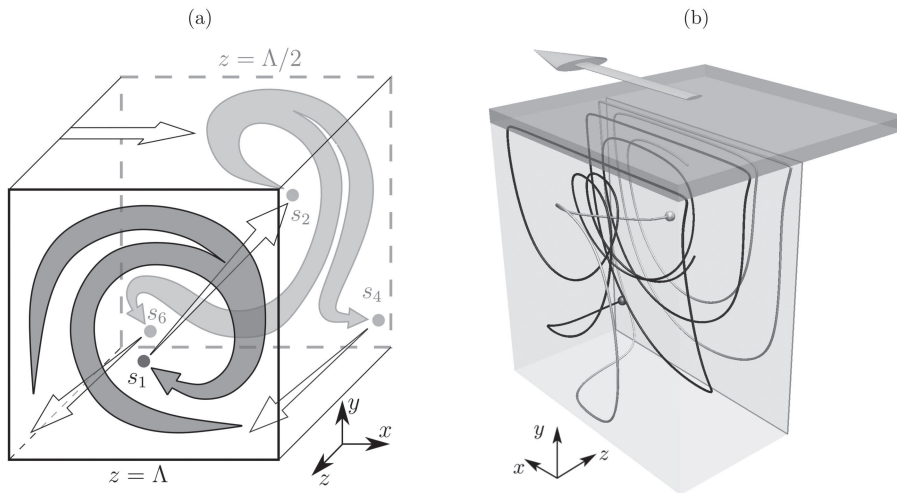 (a)
z = Λ/2
s₂
s₄
s₆
s₁
z = Λ
y
x
z
(b)
y
x
z